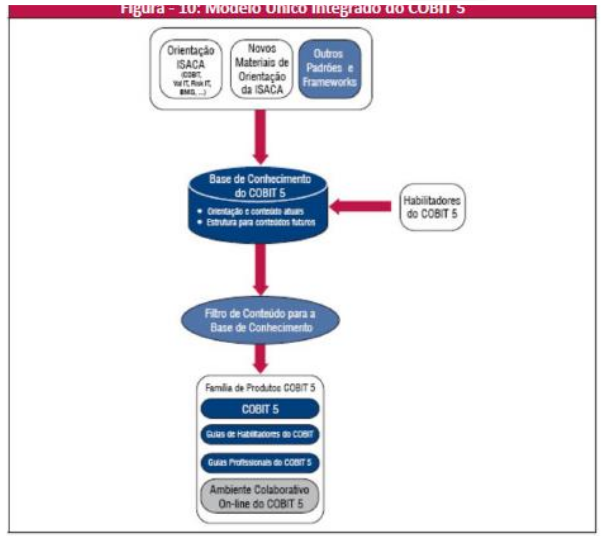 Figura - 10: Modelo Único Integrado do COBIT 5
Orientação
ISACA
(COBIT,
Val IT, Risk IT,
BMIS, ...)
Novos
Materiais de
Orientação
da ISACA
Outros
Padrões e
Frameworks
Base de Conhecimento
do COBIT 5
• Orientação e conteúdo atuais
• Estrutura para conteúdos futuros
Habilitadores
do COBIT 5
Filtro de Conteúdo para a
Base de Conhecimento
Família de Produtos COBIT 5
COBIT 5
Guias de Habilitadores do COBIT
Guias Profissionais do COBIT 5
Ambiente Colaborativo
On-line do COBIT 5